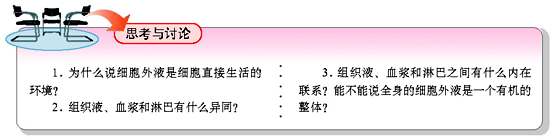 思考与讨论
1．为什么说细胞外液是细胞直接生活的
环境？
2．组织液、血浆和淋巴有什么异同？
3．组织液、血浆和淋巴之间有什么内在
联系？能不能说全身的细胞外液是一个有机的
整体？